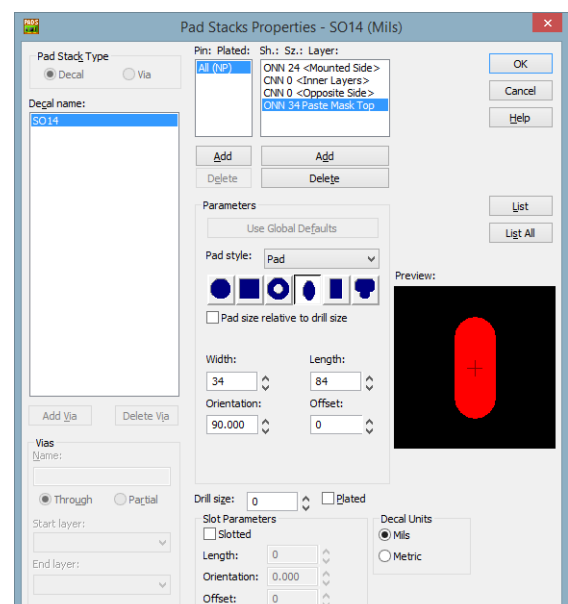 PADS
Pad Stacks Properties - SO14 (Mils)
Pad Stack Type
Decal
Via
Decal name:
SO14
Add Via
Delete Via
Vias
Name:
Through
Partial
Start layer:
End layer:
Pin: Plated:
All (NP)
Sh.: Sz.: Layer:
ONN 24 <Mounted Side>
CNN 0 <Inner Layers>
CNN 0 <Opposite Side>
ONN 34 Paste Mask Top
Add
Delete
Add
Delete
Parameters
Use Global Defaults
Pad style:
Pad
Pad size relative to drill size
Width:
Length:
34
84
Orientation:
Offset:
90.000
0
Drill size:
0
Plated
Slot Parameters
Slotted
Length:
0
Orientation:
0.000
Offset:
0
Decal Units
Mils
Metric
OK
Cancel
Help
List
List All
Preview: